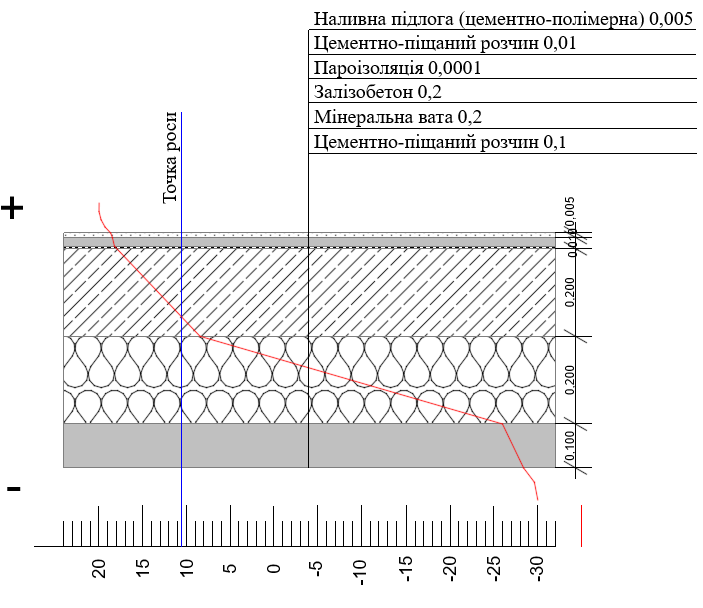 Наливна підлога (цементно-полімерна) 0,005
Цементно-піщаний розчин 0,01
Пароізоляція 0,0001
Залізобетон 0,2
Мінеральна вата 0,2
Цементно-піщаний розчин 0,1
Точка роси
+
-
0,005
0,200
0,200
0,100
20 15 10 5 0 -5 -10 -15 -20 -25 -30